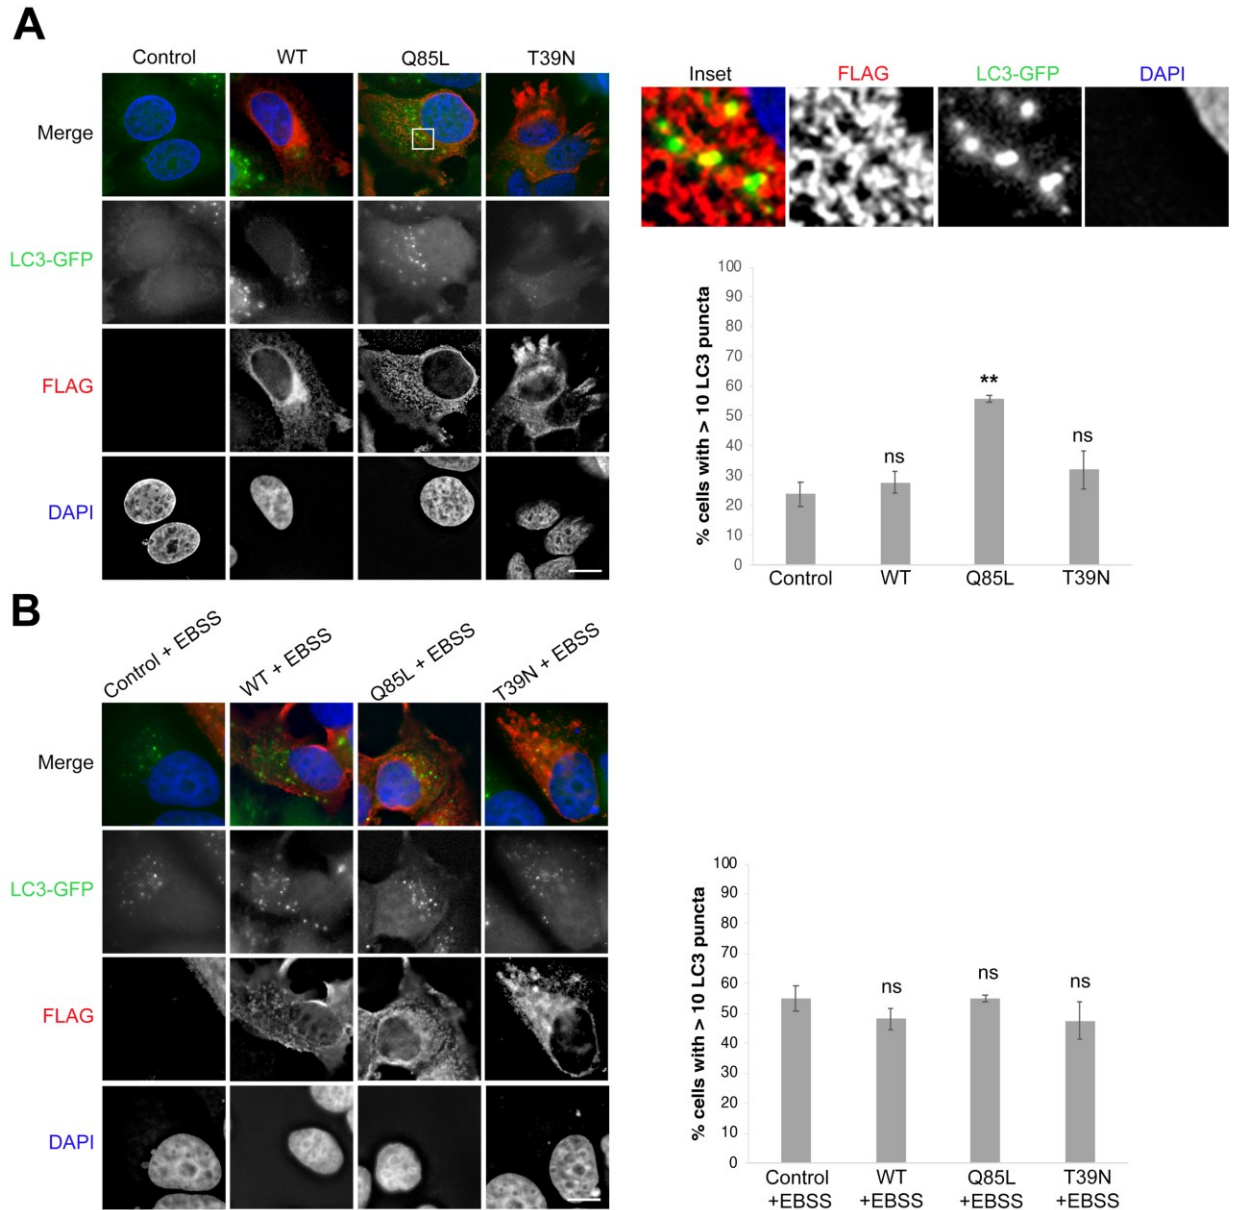 A
Control WT Q85L T39N
Merge
LC3-GFP
FLAG
DAPI
Inset FLAG LC3-GFP DAPI
% cells with > 10 LC3 puncta
100
90
80
70
60
50
40
30
20
10
0
ns
**
ns
Control WT Q85L T39N
B
Control + EBSS WT + EBSS Q85L + EBSS T39N + EBSS
Merge
LC3-GFP
FLAG
DAPI
% cells with > 10 LC3 puncta
100
90
80
70
60
50
40
30
20
10
0
ns
ns
ns
Control WT Q85L T39N
+EBSS +EBSS +EBSS +EBSS